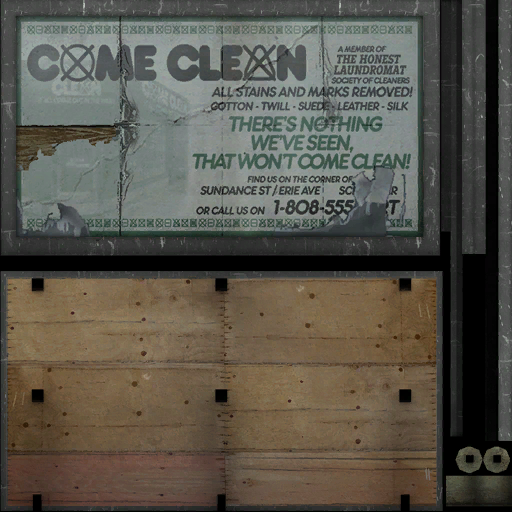 COME CLEAN
A MEMBER OF
THE HONEST
LAUNDROMAT
SOCIETY OF CLEANERS
ALL STAINS AND MARKS REMOVED!
COTTON - TWILL - SUEDE - LEATHER - SILK
THERE'S NOTHING
WE'VE SEEN,
THAT WON'T COME CLEAN!
FIND US ON THE CORNER OF
SUNDANCE ST / ERIE AVE
OR CALL US ON 1-808-555